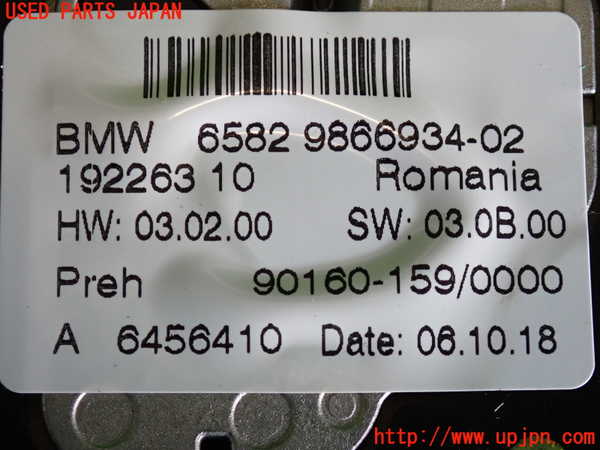 USED PARTS JAPAN
BMW 6582 9866934-02
192263 10 Romania
HW: 03.02.00 SW: 03.0B.00
Preh 90160-159/0000
A 6456410 Date: 06.10.18
http://www.upjpn.com/